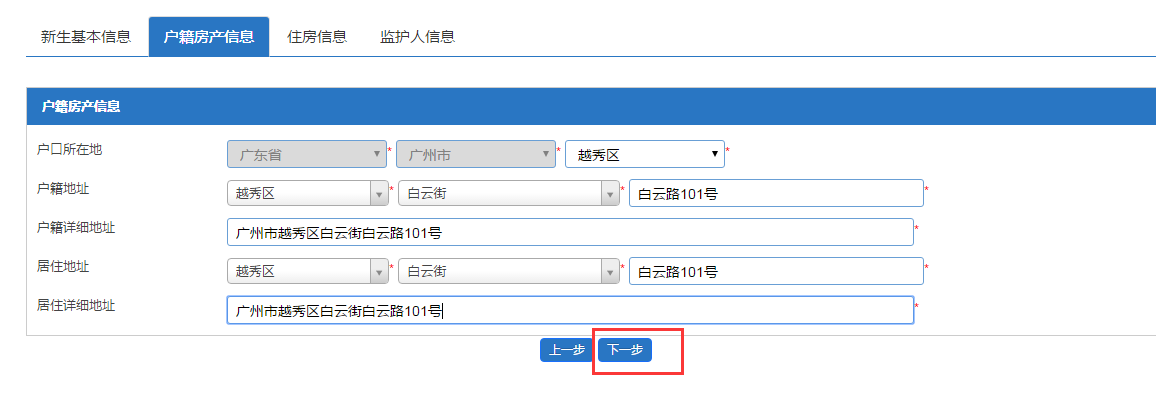 新生基本信息 户籍房产信息 住房信息 监护人信息
户籍房产信息
户口所在地 广东省 * 广州市 * 越秀区 *
户籍地址 越秀区 * 白云街 * 白云路101号 *
户籍详细地址 广州市越秀区白云街白云路101号 *
居住地址 越秀区 * 白云街 * 白云路101号 *
居住详细地址 广州市越秀区白云街白云路101号 *
上一步 下一步